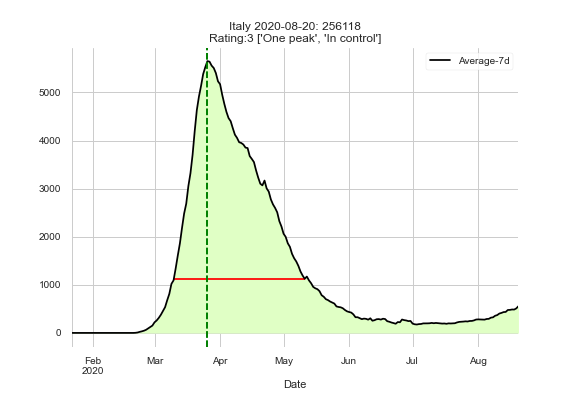 Italy 2020-08-20: 256118
Rating:3 ['One peak', 'In control']
Average-7d
5000
4000
3000
2000
1000
0
Feb Mar Apr May Jun Jul Aug
2020
Date